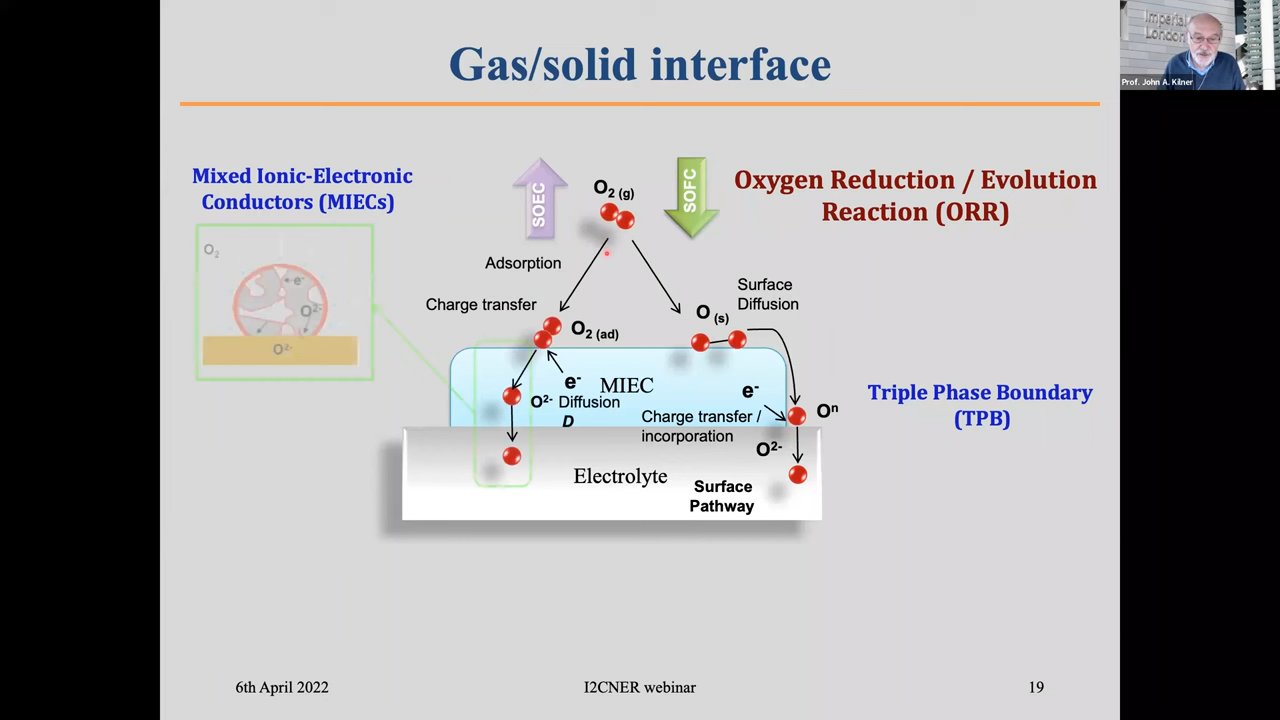 Gas/solid interface
Imperial
London
Prof. John A. Kilner
Mixed Ionic-Electronic
Conductors (MIECs)
O2
e-
O2-
O2-
SOEC
O2 (g)
SOFC
Oxygen Reduction / Evolution
Reaction (ORR)
Adsorption
Charge transfer
O2 (ad)
O (s)
Surface
Diffusion
e-
MIEC
O2- Diffusion
D
e-
Charge transfer /
incorporation
On
O2-
Triple Phase Boundary
(TPB)
Electrolyte
Surface
Pathway
6th April 2022
I2CNER webinar
19